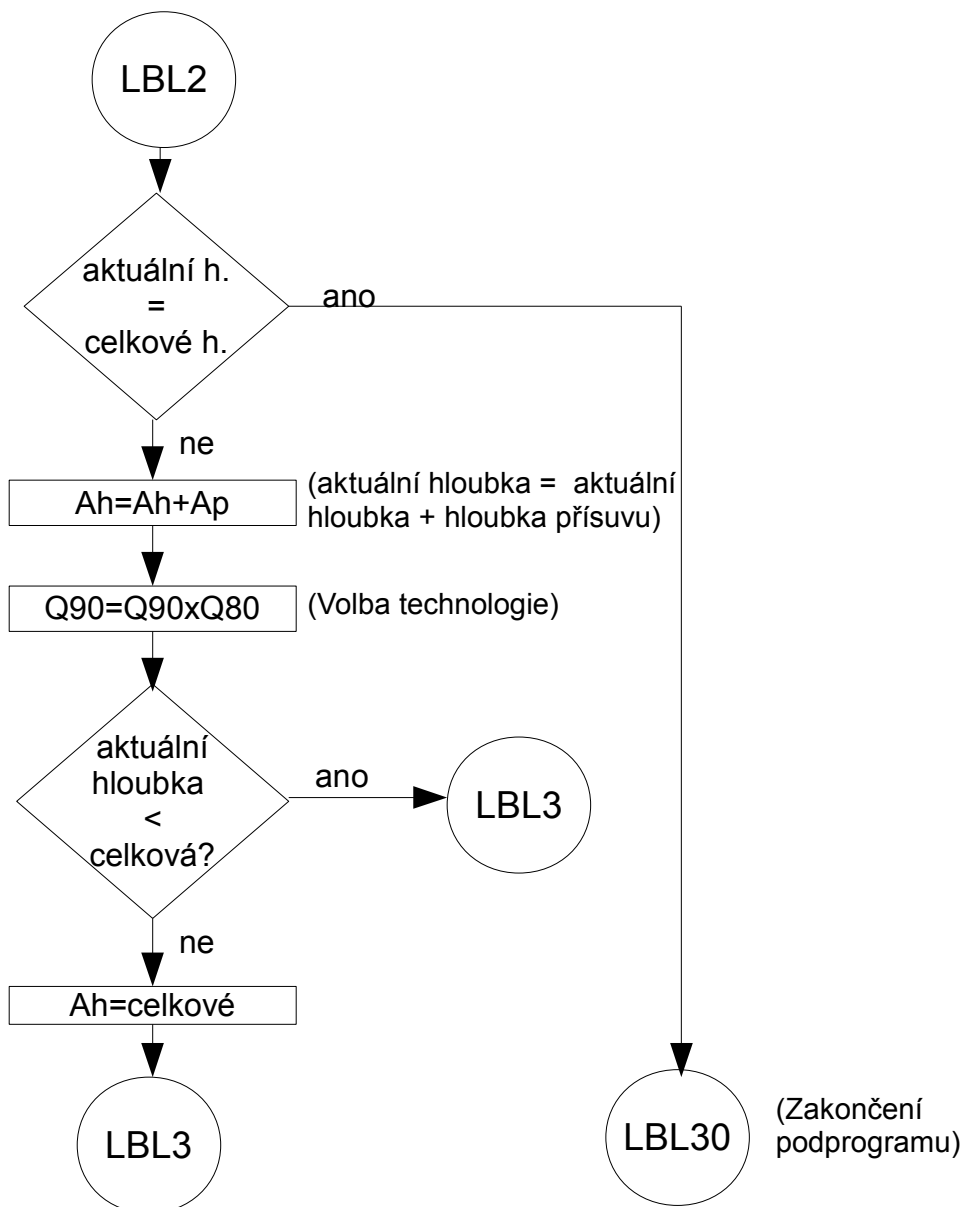 LBL2
aktuální h.
=
celkové h.
ano
ne
Ah=Ah+Ap
(aktuální hloubka =  aktuální
hloubka + hloubka přísuvu)
Q90=Q90xQ80
(Volba technologie)
aktuální
hloubka
<
celková?
ano
LBL3
ne
Ah=celkové
LBL3
LBL30
(Zakončení
podprogramu)